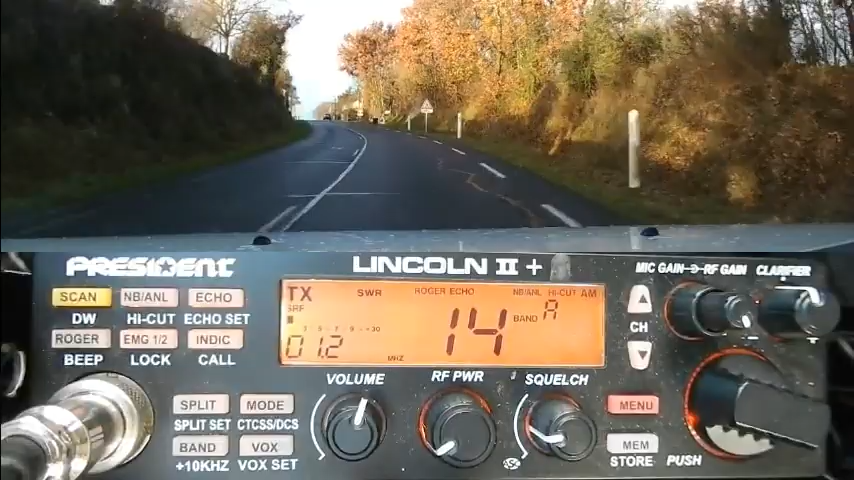 PRESIDENT LINCOLN II + MIC GAIN RF GAIN CLARIFIER
SCAN NB/ANL ECHO
DW HI-CUT ECHO SET
ROGER EMG 1/2 INDIC
BEEP LOCK CALL
TX SWR ROGER ECHO NB/ANL HI-CUT AM
SRF
14 BAND A
01.2 MHZ
CH
VOLUME RF PWR SQUELCH
SPLIT MODE
SPLIT SET CTCSS/DCS
BAND VOX
+10KHz VOX SET
MENU
MEM
STORE PUSH
ASC